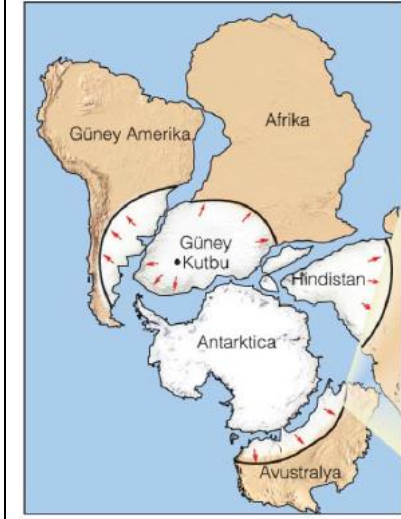 Güney Amerika
Afrika
Güney
Kutbu
Hindistan
Antarktica
Avustralya